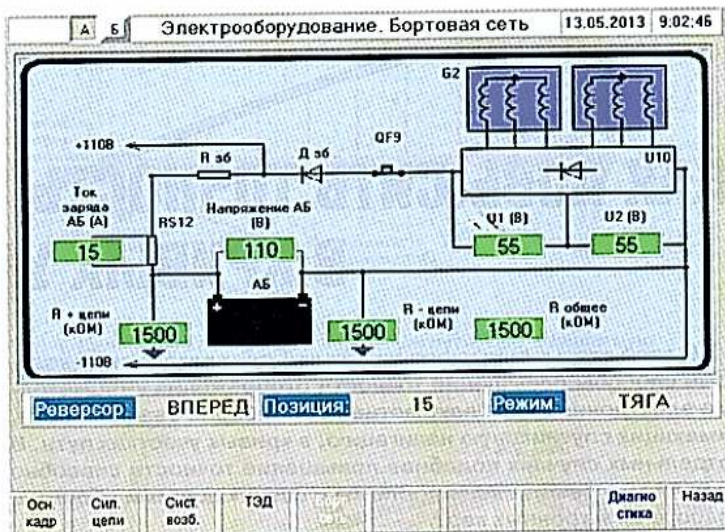 А Б Электрооборудование. Бортовая сеть 13.05.2013 9:02:46
G2
+110В
R зб
Д зб
QF9
U10
Ток
заряда
АБ (А)
15
RS12
Напряжение АБ
(В)
110
U1 (В)
55
U2 (В)
55
АБ
+ -
R + цепи
(кОМ)
1500
R - цепи
(кОМ)
1500
R общее
(кОМ)
1500
-110В
Реверсор: ВПЕРЕД Позиция: 15 Режим: ТЯГА
Осн.
кадр
Сил.
цепи
Сист.
возб.
ТЭД
Диагно
стика
Назад